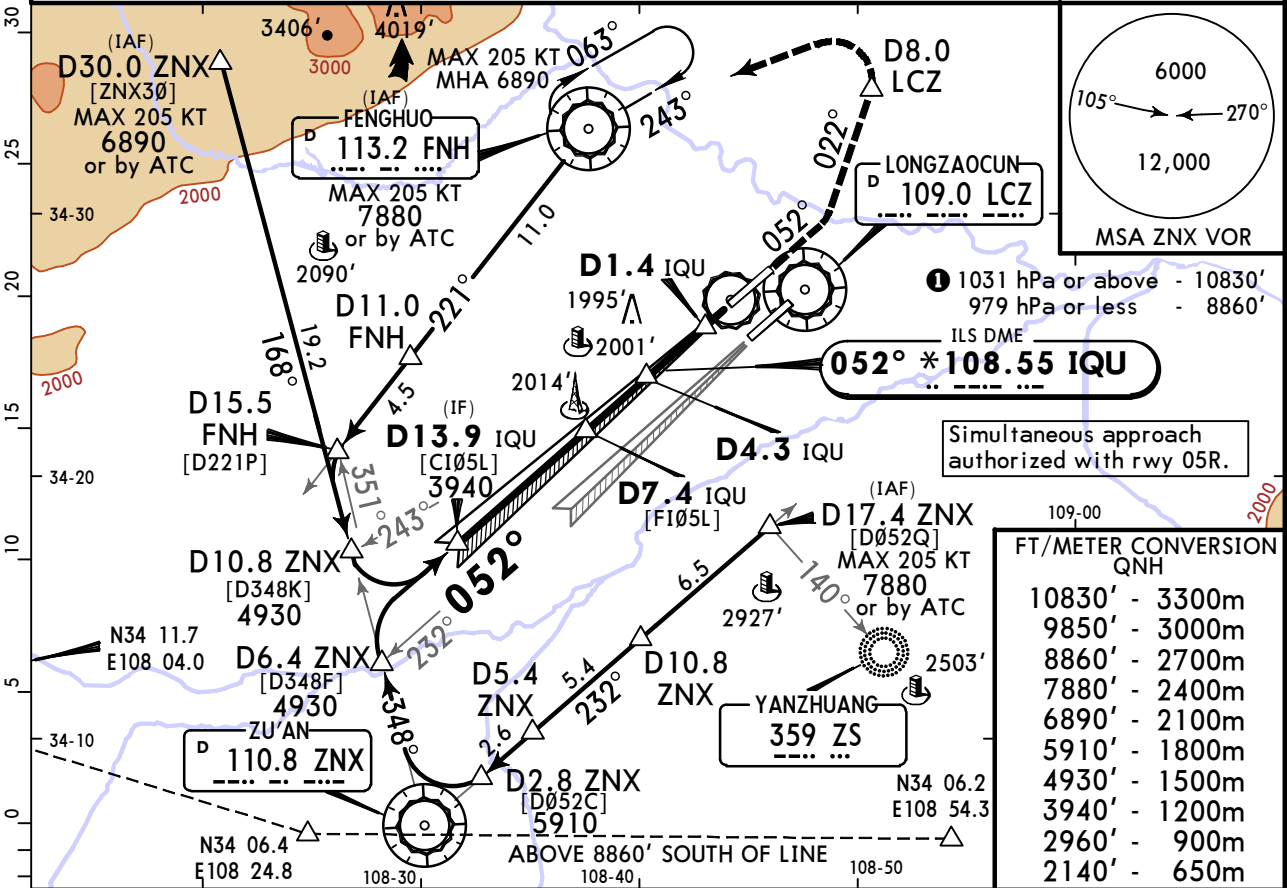 30
25
20
15
10
5
0
(IAF)
D30.0 ZNX
[ZNX3Ø]
MAX 205 KT
6890
or by ATC
3406'
3000
4019'
2000
(IAF)
FENGHUO
D 113.2 FNH
MAX 205 KT
7880
or by ATC
MAX 205 KT
MHA 6890
063°
243°
D8.0
LCZ
022°
LONGZAOCUN
D 109.0 LCZ
052°
6000
105°
270°
12,000
MSA ZNX VOR
❶ 1031 hPa or above - 10830'
979 hPa or less - 8860'
34-30
2090'
11.0
221°
D11.0
FNH
4.5
19.2
168°
2000
D1.4 IQU
1995'
2001'
2014'
ILS DME
052° *108.55 IQU
Simultaneous approach
authorized with rwy 05R.
D15.5
FNH
[D221P]
(IF)
D13.9 IQU
[CIØ5L]
3940
D4.3 IQU
D7.4 IQU
[FIØ5L]
34-20
351°
243°
052°
D10.8 ZNX
[D348K]
4930
(IAF)
D17.4 ZNX
[DØ52Q]
MAX 205 KT
7880
or by ATC
109-00
2000
6.5
2927'
140°
2503'
N34 11.7
E108 04.0
D6.4 ZNX
[D348F]
4930
232°
D5.4
ZNX
5.4
232°
D10.8
ZNX
YANZHUANG
359 ZS
34-10
ZU'AN
D 110.8 ZNX
348°
2.6
D2.8 ZNX
[DØ52C]
5910
N34 06.2
E108 54.3
N34 06.4
E108 24.8
ABOVE 8860' SOUTH OF LINE
108-30
108-40
108-50
FT/METER CONVERSION
QNH
10830' - 3300m
9850' - 3000m
8860' - 2700m
7880' - 2400m
6890' - 2100m
5910' - 1800m
4930' - 1500m
3940' - 1200m
2960' - 900m
2140' - 650m